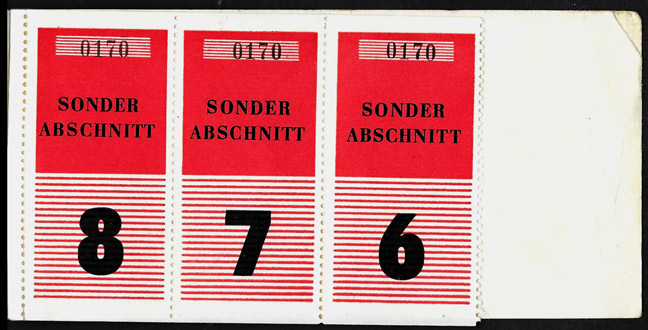 0170
SONDER
ABSCHNITT
8
0170
SONDER
ABSCHNITT
7
0170
SONDER
ABSCHNITT
6